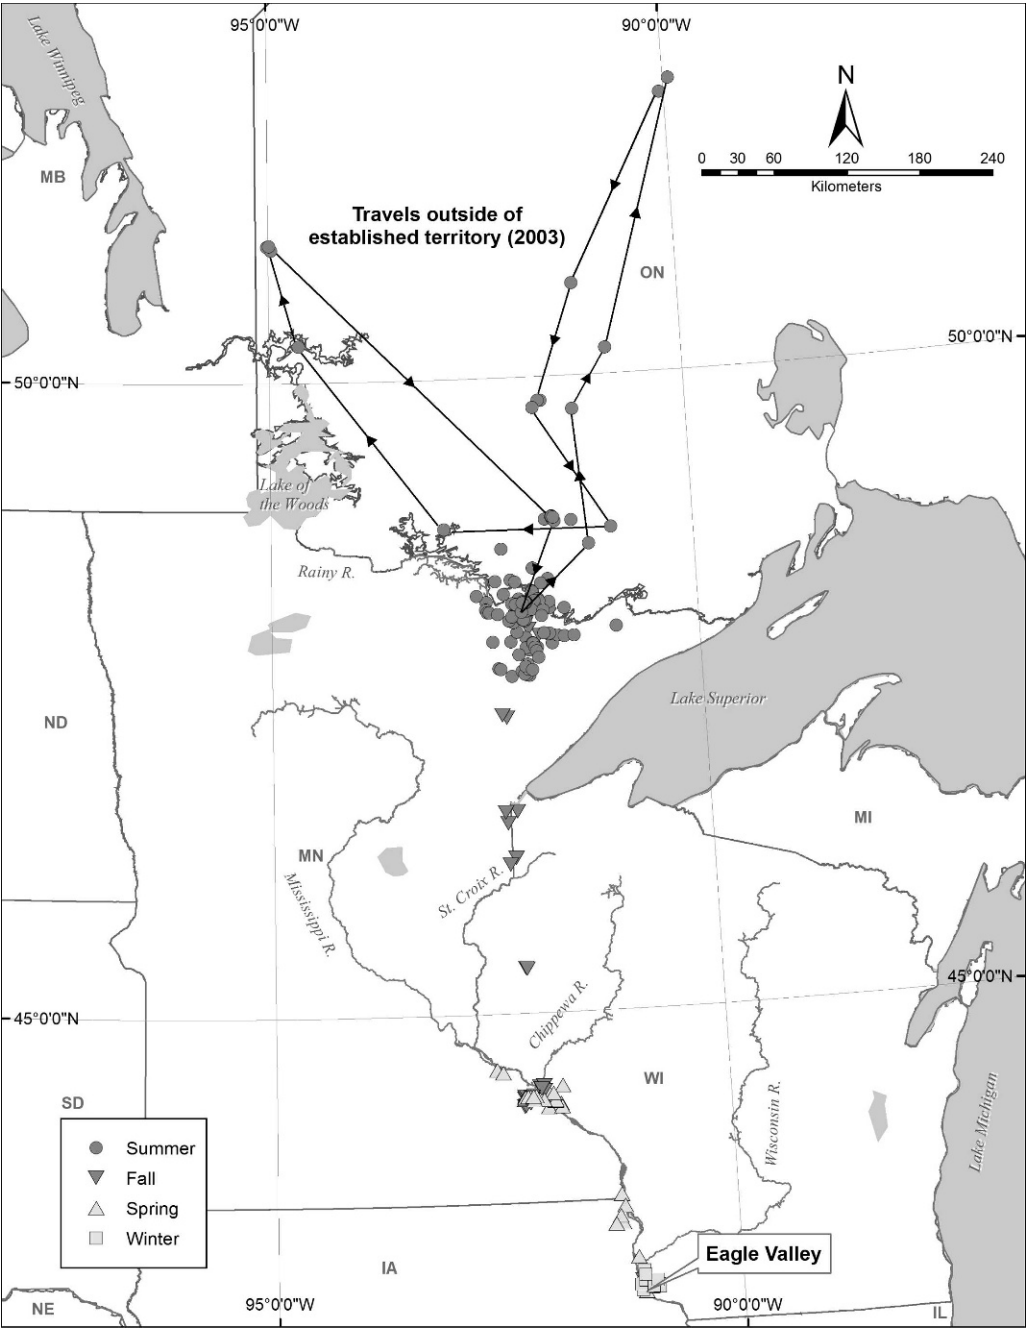 95°0'0"W
90°0'0"W
Lake Winnipeg
N
0 30 60 120 180 240
Kilometers
MB
Travels outside of
established territory (2003)
ON
50°0'0"N
50°0'0"N
Lake of
the Woods
Rainy R.
Lake Superior
ND
MI
MN
St. Croix R.
Mississippi R.
45°0'0"N
Chippewa R.
45°0'0"N
WI
SD
Wisconsin R.
Lake Michigan
Summer
Fall
Spring
Winter
Eagle Valley
IA
NE
95°0'0"W
90°0'0"W
IL